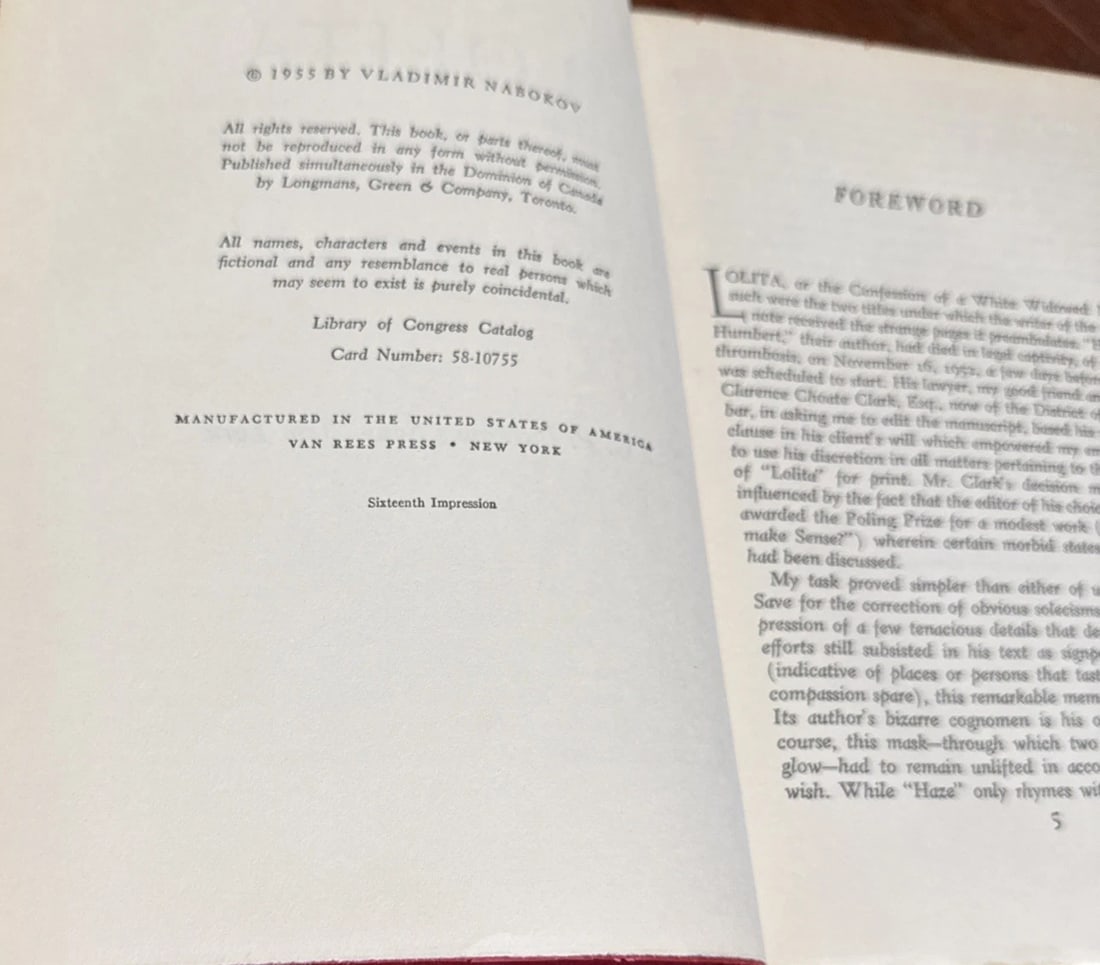 © 1955 BY VLADIMIR NABOKOV
All rights reserved. This book, or parts thereof, must
not be reproduced in any form without permission.
Published simultaneously in the Dominion of Canada
by Longmans, Green & Company, Toronto.
All names, characters and events in this book are
fictional and any resemblance to real persons which
may seem to exist is purely coincidental.
Library of Congress Catalog
Card Number: 58-10755
MANUFACTURED IN THE UNITED STATES OF AMERICA
VAN REES PRESS • NEW YORK
Sixteenth Impression
FOREWORD
LOLITA, or the Confession of a White Widowed
such were the two titles under which the writer of the
note received the strange pages it preambulates.
Humbert," their author, had died in legal captivity, of
thrombosis, on November 16, 1952, a few days before
was scheduled to start. His lawyer, my good friend
Clarence Choate Clark, Esq., now of the District of
bar, in asking me to edit the manuscript, based his
clause in his client's will which empowered my
to use his discretion in all matters pertaining to
of "Lolita" for print. Mr. Clark's decision
influenced by the fact that the editor of his
awarded the Poling Prize for a modest work (
make Sense?") wherein certain morbid states
had been discussed.
My task proved simpler than either of
Save for the correction of obvious solecisms
pression of a few tenacious details that
efforts still subsisted in his text as
(indicative of places or persons that
compassion spare), this remarkable
Its author's bizarre cognomen is his
course, this mask—through which two
glow—had to remain unlifted in
wish. While "Haze" only rhymes
5